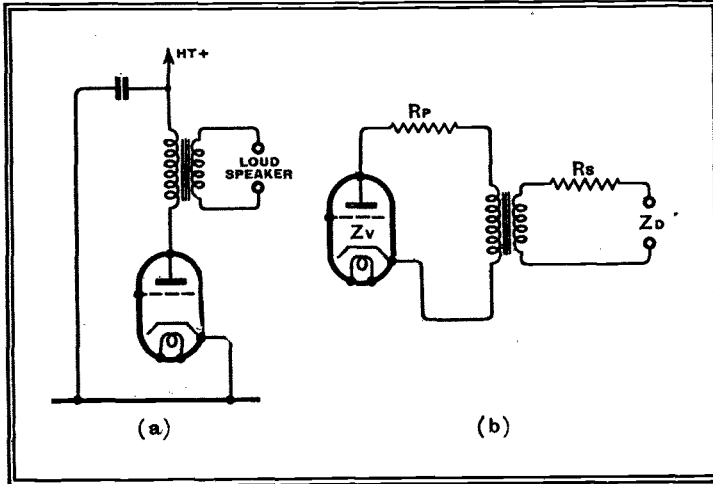 HT+
LOUD
SPEAKER
(a)
RP
ZV
RS
ZD
(b)